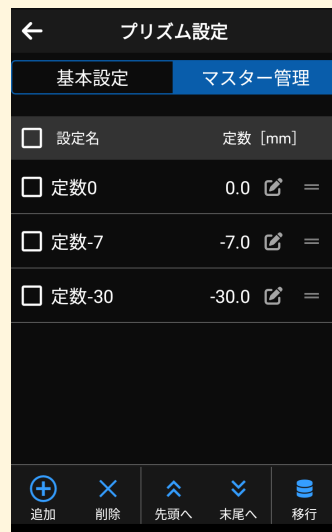 プリズム設定
基本設定 マスター管理
設定名 定数 [mm]
定数0 0.0
定数-7 -7.0
定数-30 -30.0
追加 削除 先頭へ 末尾へ 移行